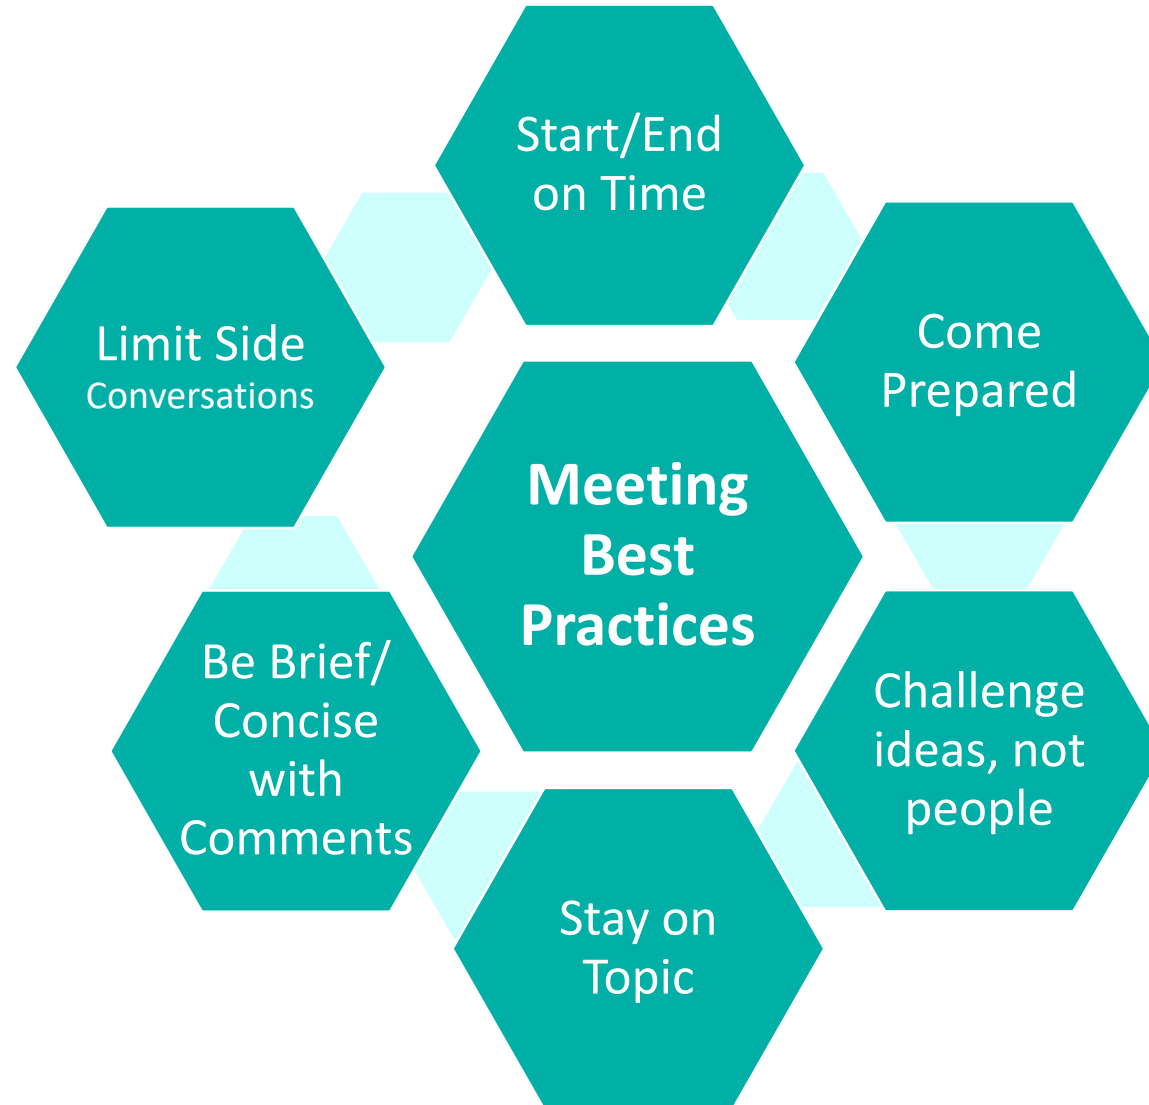 Start/End
on Time
Come
Prepared
Challenge
ideas, not
people
Stay on
Topic
Be Brief/
Concise
with
Comments
Limit Side
Conversations
Meeting
Best
Practices